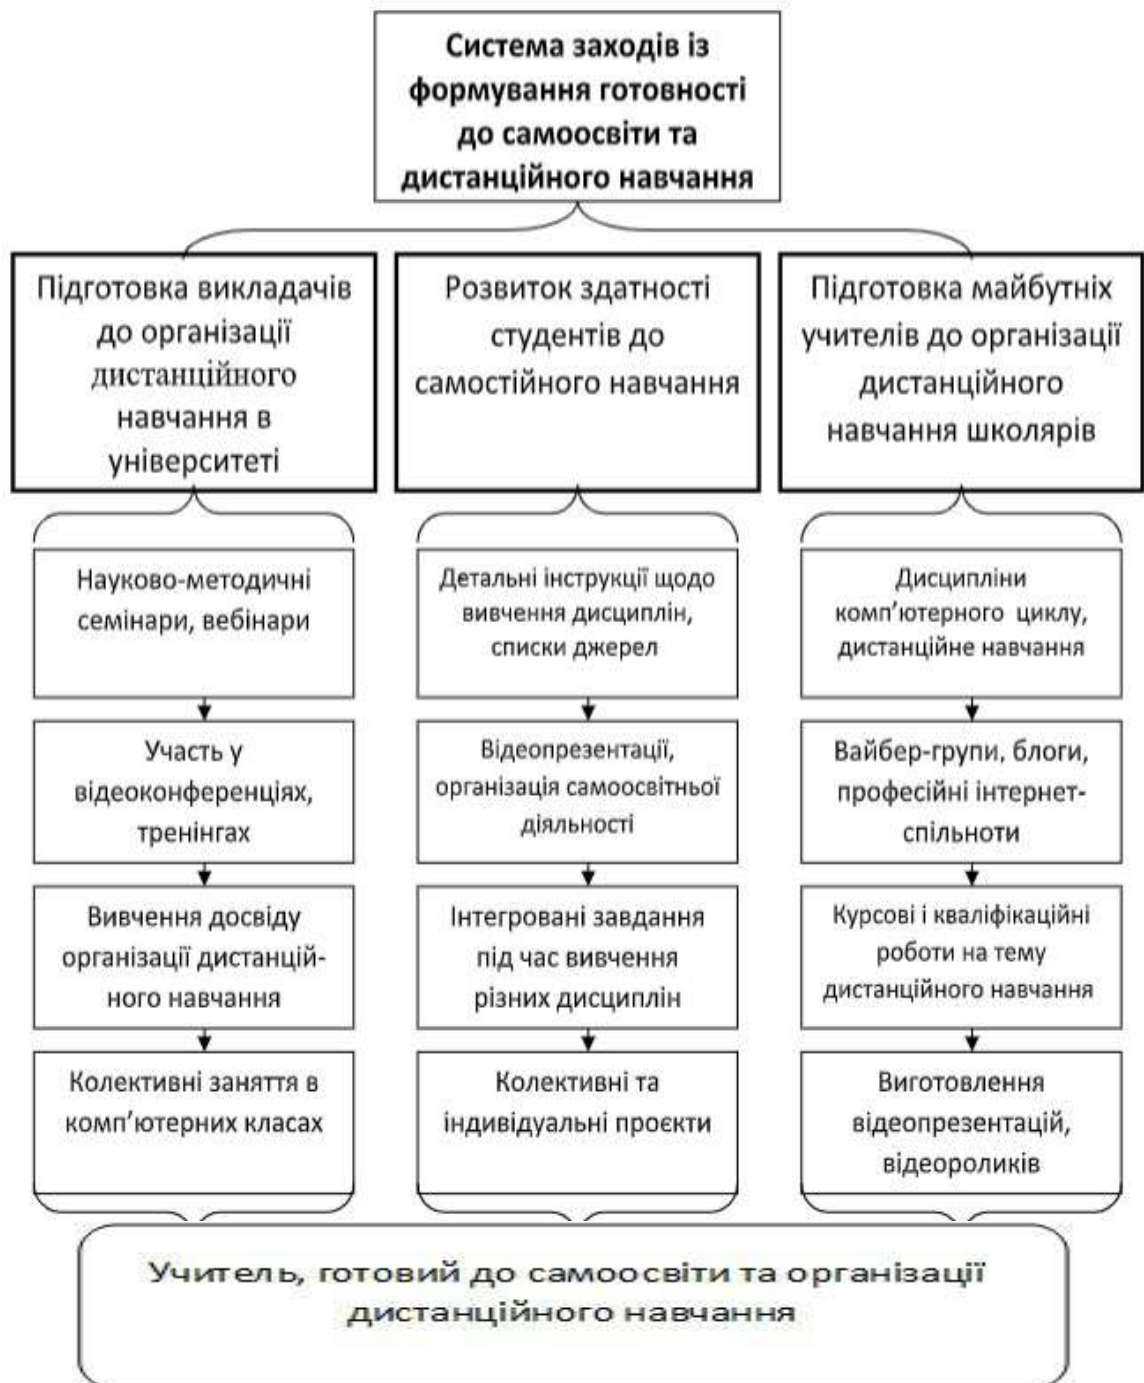 Система заходів із
формування готовності
до самоосвіти та
дистанційного навчання
Підготовка викладачів
до організації
дистанційного
навчання в
університеті
Розвиток здатності
студентів до
самостійного навчання
Підготовка майбутніх
учителів до організації
дистанційного
навчання школярів
Науково-методичні
семінари, вебінари
Участь у
відеоконференціях,
тренінгах
Вивчення досвіду
організації дистанцій-
ного навчання
Колективні заняття в
комп’ютерних класах
Детальні інструкції щодо
вивчення дисциплін,
списки джерел
Відеопрезентації,
організація самоосвітньої
діяльності
Інтегровані завдання
під час вивчення
різних дисциплін
Колективні та
індивідуальні проєкти
Дисципліни
комп’ютерного циклу,
дистанційне навчання
Вайбер-групи, блоги,
професійні інтернет-
спільноти
Курсові і кваліфікаційні
роботи на тему
дистанційного навчання
Виготовлення
відеопрезентацій,
відеороликів
Учитель, готовий до самоосвіти та організації
дистанційного навчання